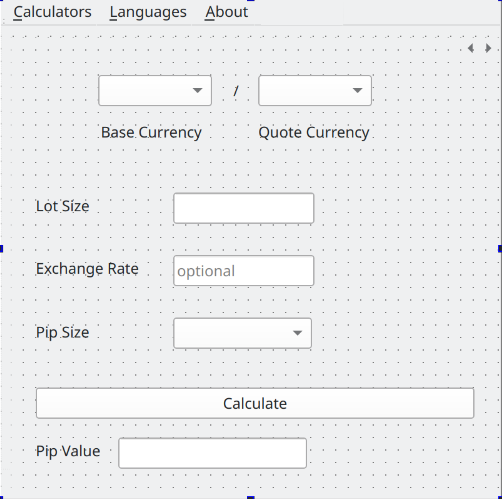 Calculators Languages About
/
Base Currency Quote Currency
Lot Size
Exchange Rate optional
Pip Size
Calculate
Pip Value